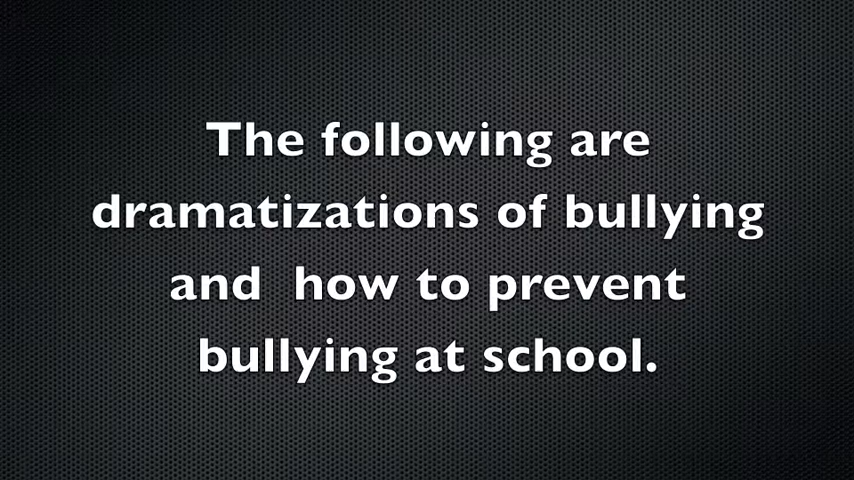 The following are
dramatizations of bullying
and  how to prevent
bullying at school.